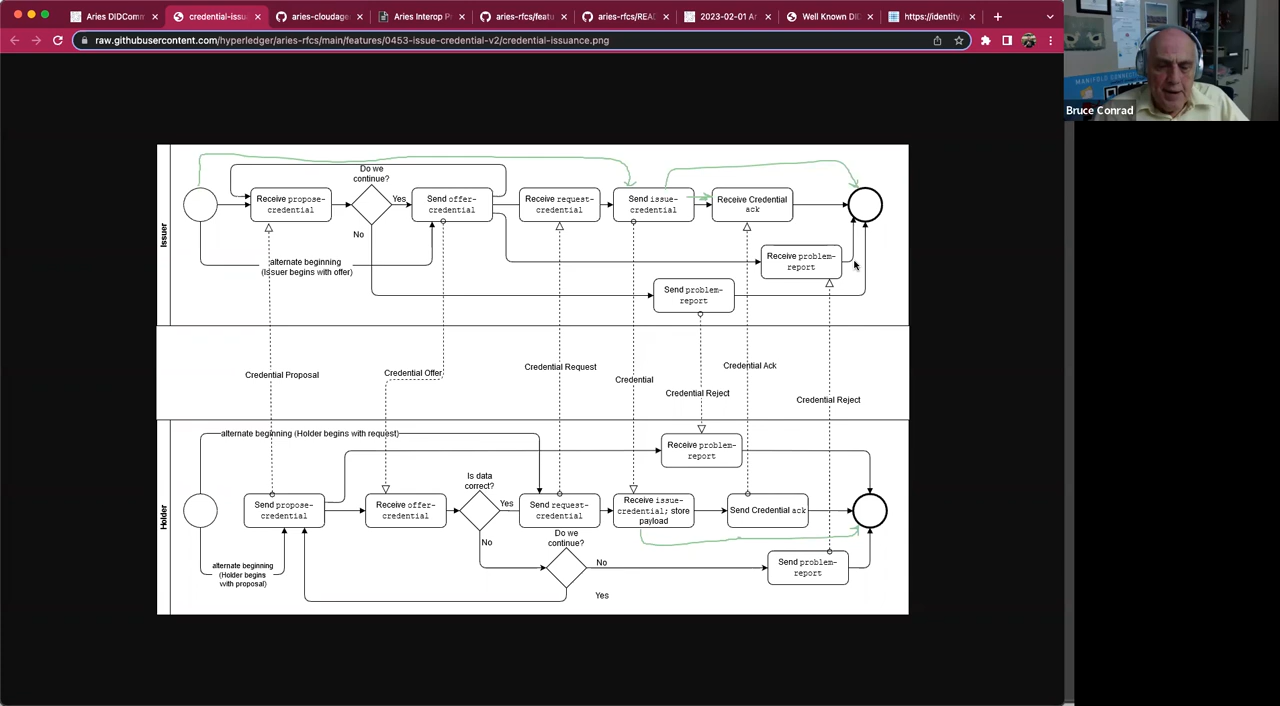 Aries DIDComm
credential-issu
aries-cloudage
Aries Interop P
aries-rfcs/featu
aries-rfcs/REA
2023-02-01 A
Well Known DI
https://identity.
raw.githubusercontent.com/hyperledger/aries-rfcs/main/features/0453-issue-credential-v2/credential-issuance.png
MANIFOLD CONNEC
Bruce Conrad
Issuer
Do we
continue?
Receive propose-
credential
Yes
Send offer-
credential
Receive request-
credential
Send issue-
credential
Receive Credential
ack
No
alternate beginning
(Issuer begins with offer)
Receive problem-
report
Send problem-
report
Credential Proposal
Credential Offer
Credential Request
Credential
Credential Reject
Credential Ack
Credential Reject
Holder
alternate beginning (Holder begins with request)
Receive problem-
report
Send propose-
credential
Receive offer-
credential
Is data
correct?
Yes
Send request-
credential
Receive issue-
credential; store
payload
Send Credential ack
No
Do we
continue?
No
Send problem-
report
alternate beginning
(Holder begins
with proposal)
Yes